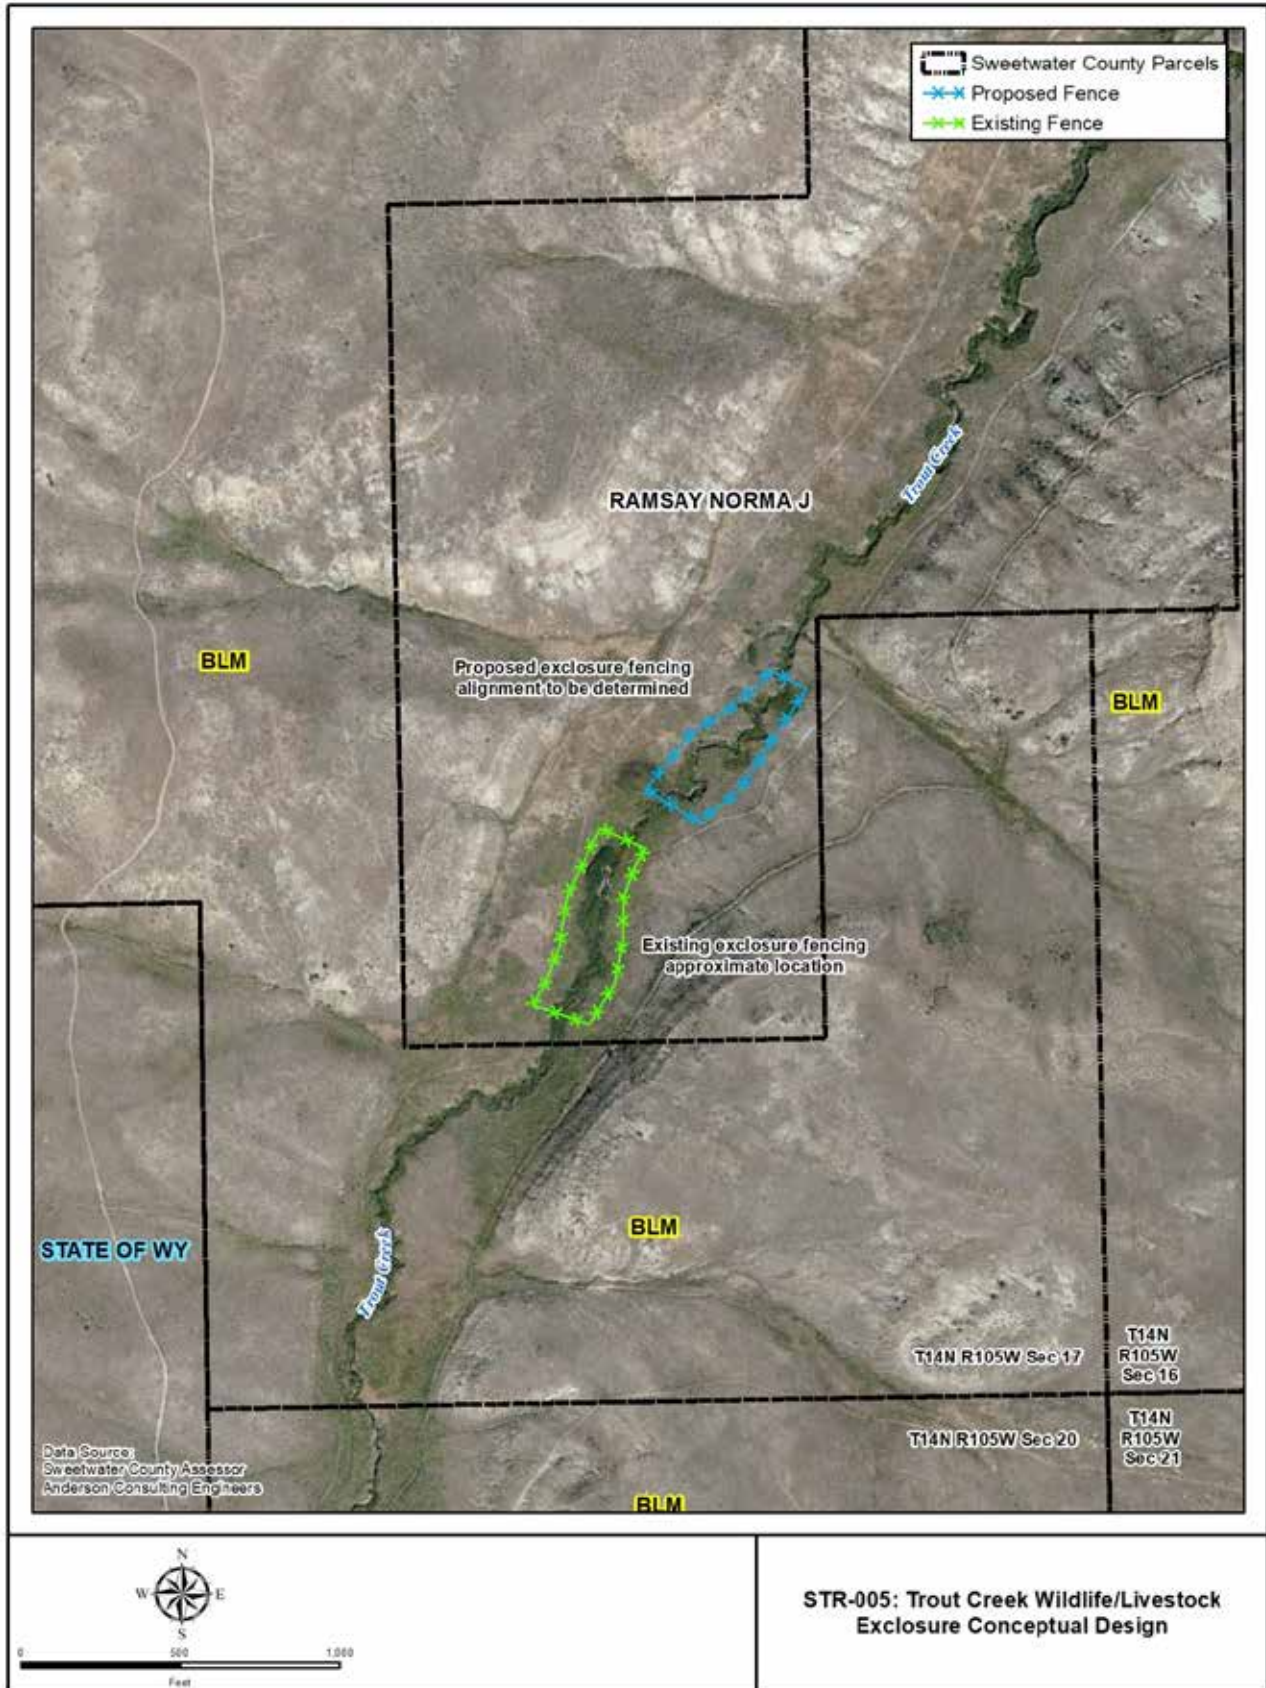 Sweetwater County Parcels
Proposed Fence
Existing Fence
Trout Creek
RAMSAY NORMA J
BLM
Proposed exclosure fencing
alignment to be determined
BLM
Existing exclosure fencing
approximate location
BLM
STATE OF WY
Trout Creek
T14N R105W Sec 17
T14N
R105W
Sec 16
T14N R105W Sec 20
T14N
R105W
Sec 21
Data Source:
Sweetwater County Assessor
Anderson Consulting Engineers
BLM
N
W E
S
0 500 1,000
Feet
STR-005: Trout Creek Wildlife/Livestock
Exclosure Conceptual Design